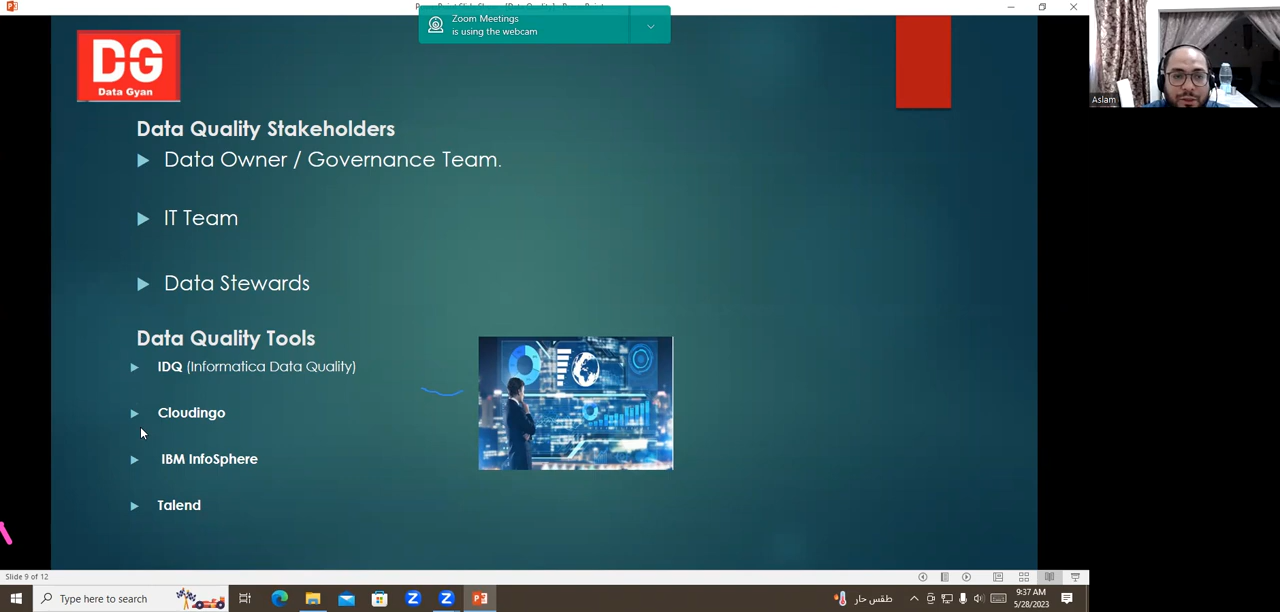 Zoom Meetings
is using the webcam
DG
Data Gyan
Aslam
Data Quality Stakeholders
Data Owner / Governance Team.
IT Team
Data Stewards
Data Quality Tools
IDQ (Informatica Data Quality)
Cloudingo
IBM InfoSphere
Talend
Slide 9 of 12
Type here to search
طقس حار
9:37 AM
5/28/2023